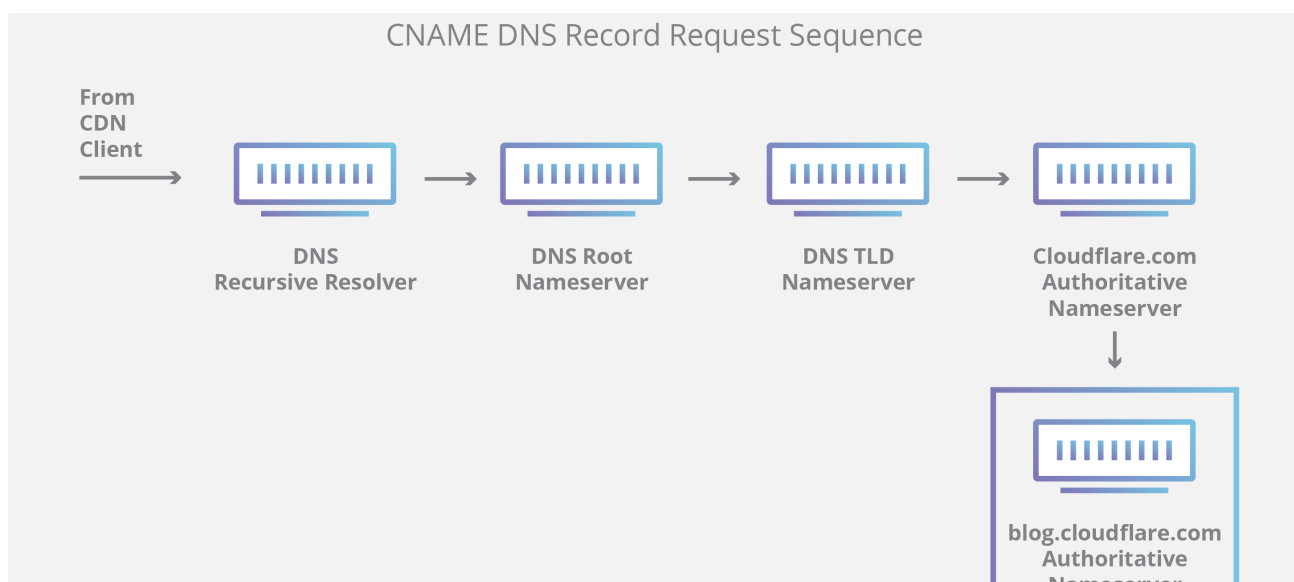 CNAME DNS Record Request Sequence
From
CDN
Client
DNS
Recursive Resolver
DNS Root
Nameserver
DNS TLD
Nameserver
Cloudflare.com
Authoritative
Nameserver
blog.cloudflare.com
Authoritative
Nameserver